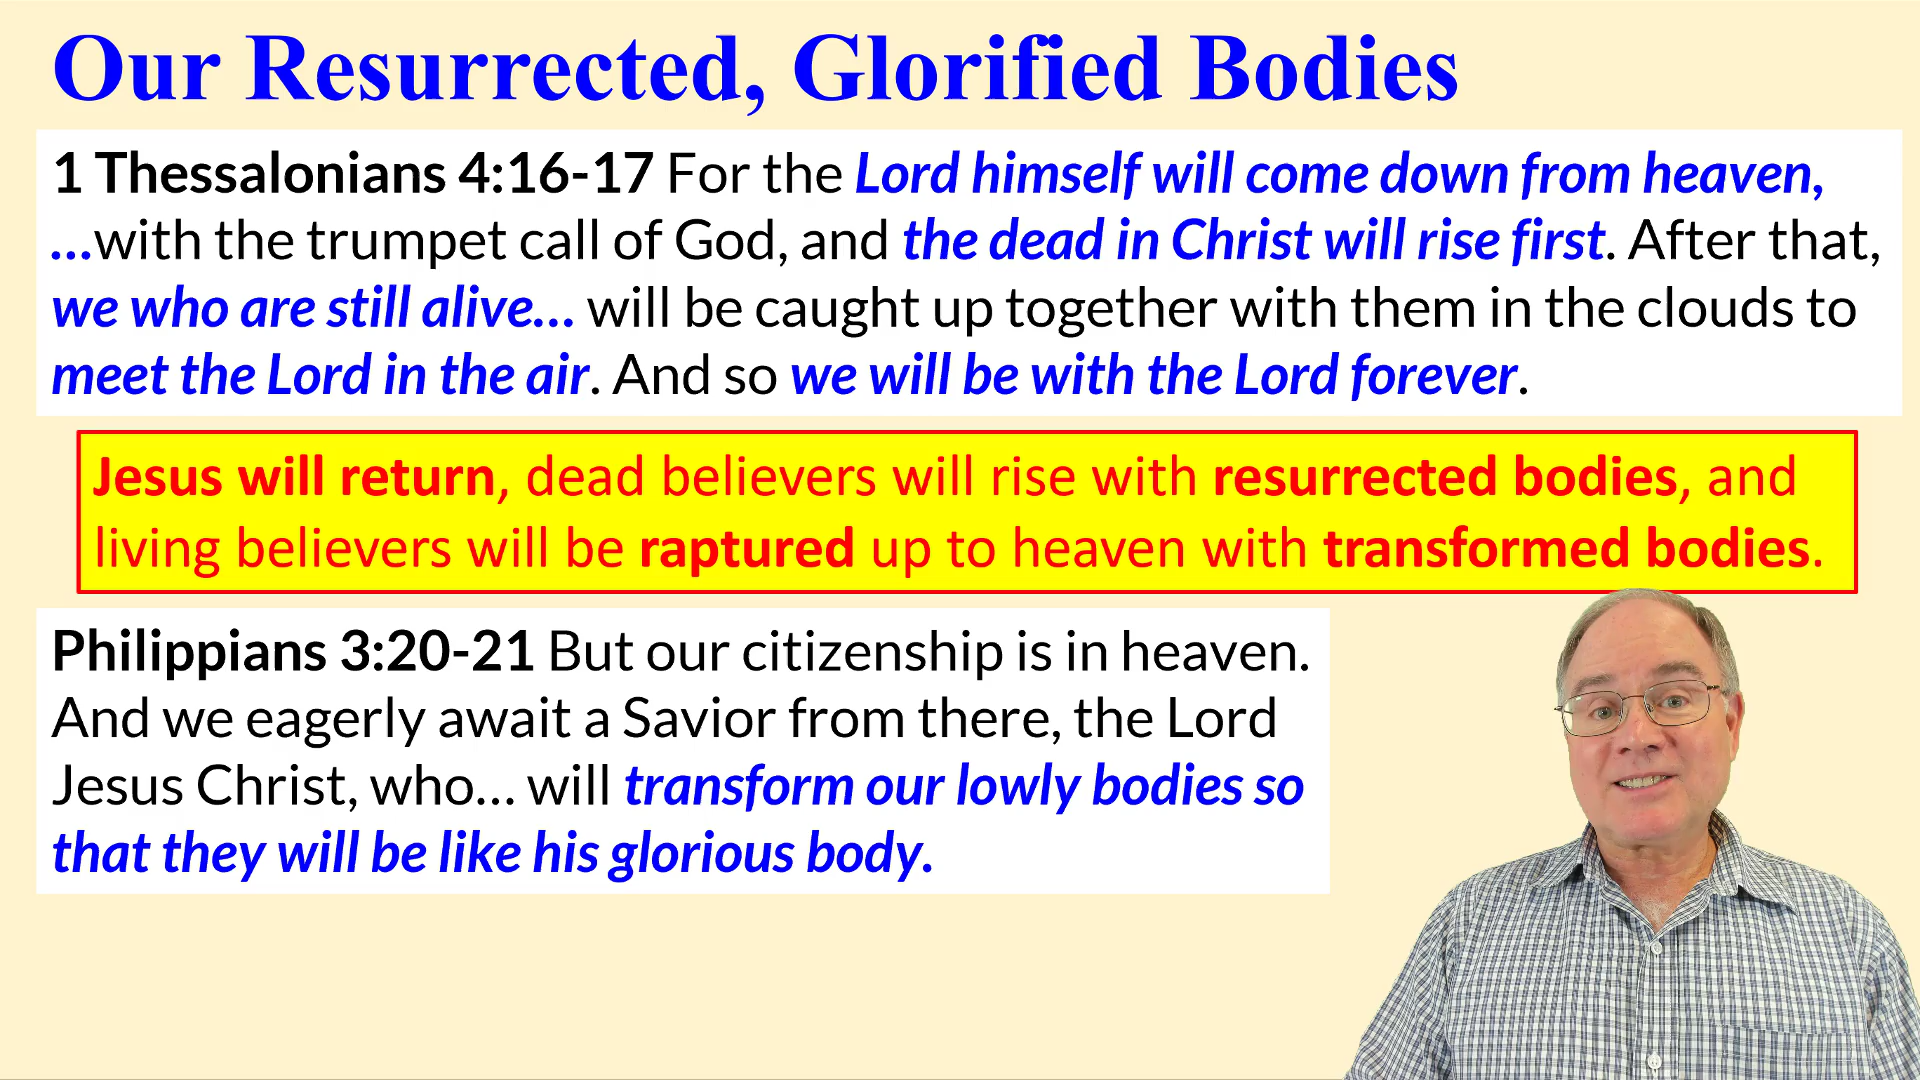 Our Resurrected, Glorified Bodies
1 Thessalonians 4:16-17 For the Lord himself will come down from heaven,
…with the trumpet call of God, and the dead in Christ will rise first. After that,
we who are still alive… will be caught up together with them in the clouds to
meet the Lord in the air. And so we will be with the Lord forever.
Jesus will return, dead believers will rise with resurrected bodies, and
living believers will be raptured up to heaven with transformed bodies.
Philippians 3:20-21 But our citizenship is in heaven.
And we eagerly await a Savior from there, the Lord
Jesus Christ, who… will transform our lowly bodies so
that they will be like his glorious body.